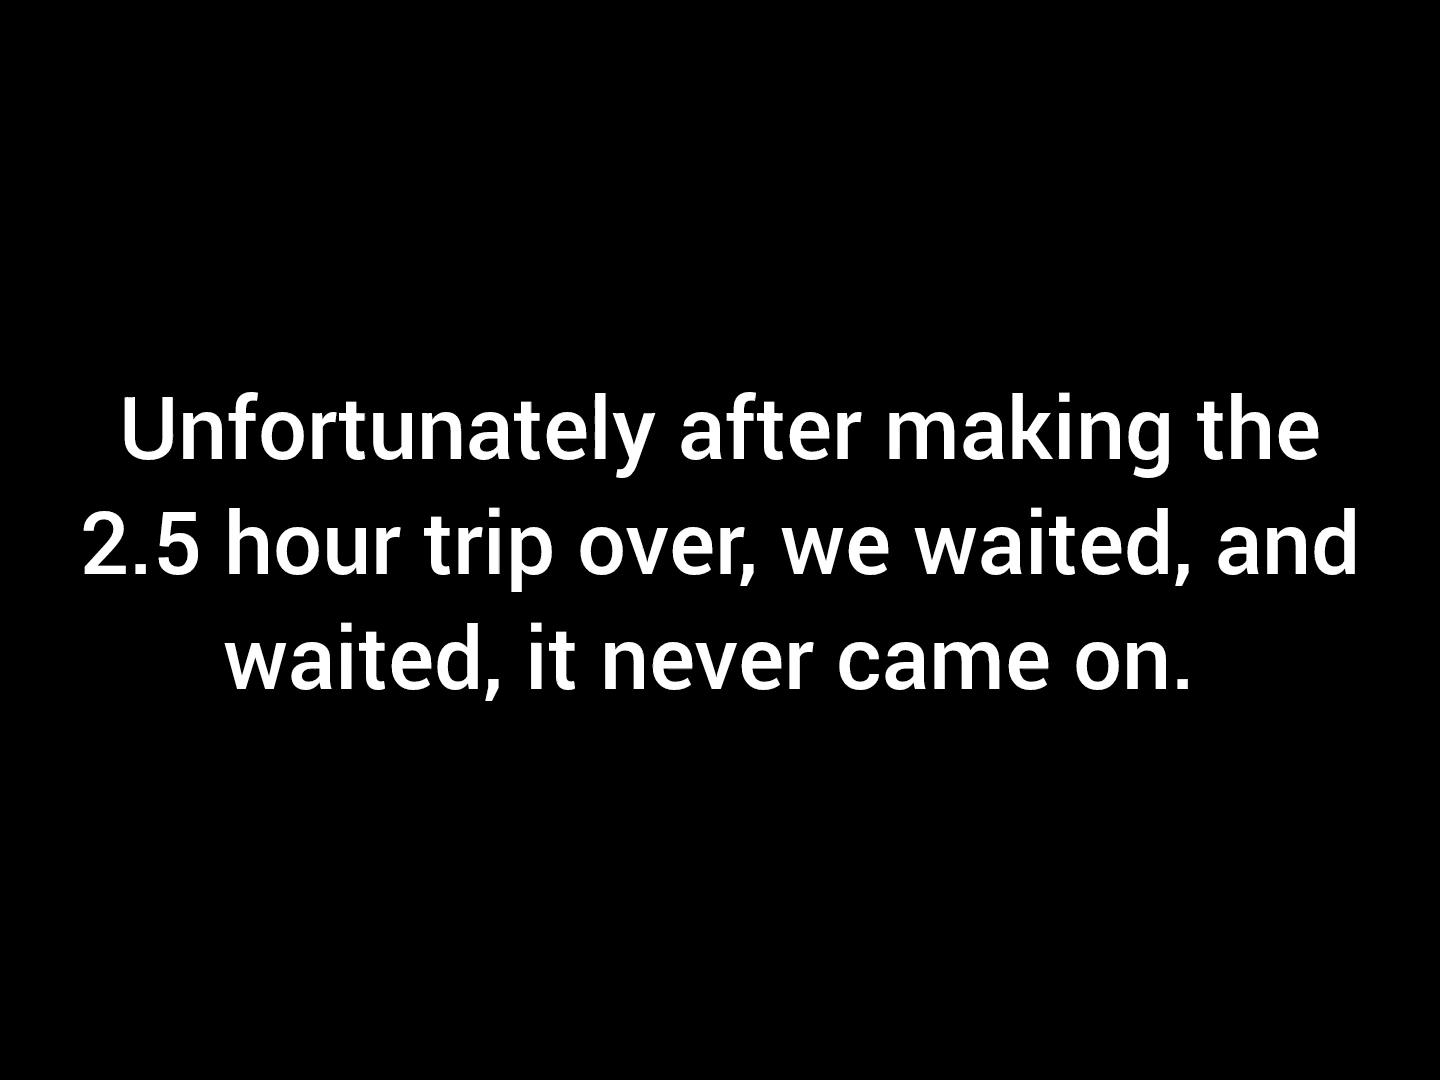 Unfortunately after making the
2.5 hour trip over, we waited, and
waited, it never came on.